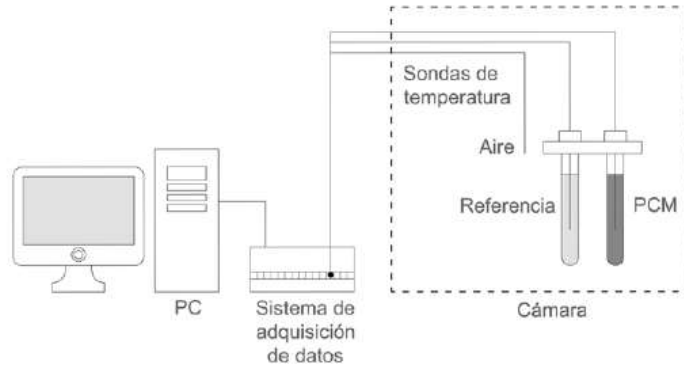 Sondas de
temperatura
Aire
Referencia
PCM
PC
Sistema de
adquisición
de datos
Cámara